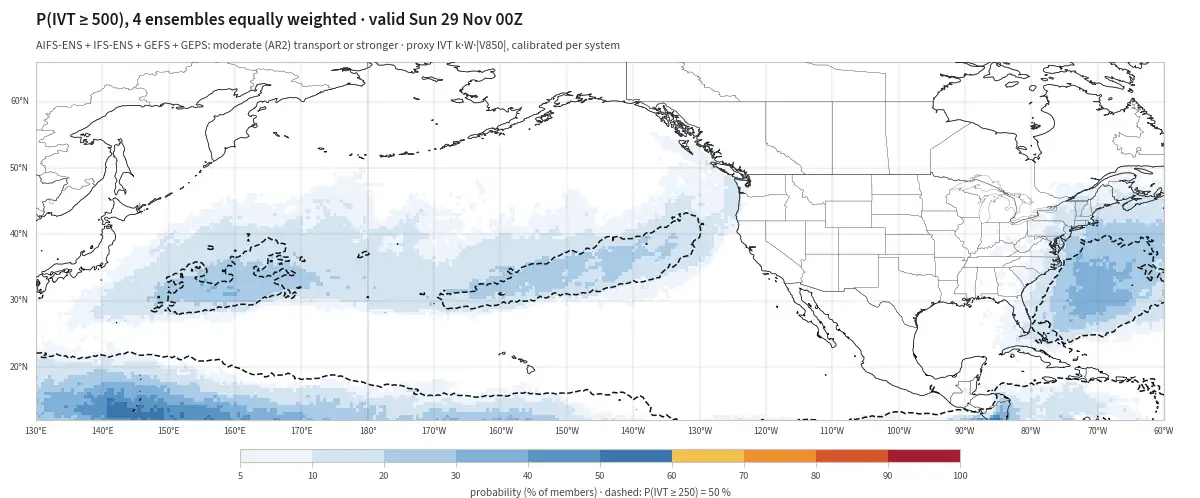 P(IVT ≥ 500), 4 ensembles equally weighted · valid Sun 29 Nov 00Z
AIFS-ENS + IFS-ENS + GEFS + GEPS: moderate (AR2) transport or stronger · proxy IVT k·W·|V850|, calibrated per system
60°N
50°N
40°N
30°N
20°N
130°E 140°E 150°E 160°E 170°E 180° 170°W 160°W 150°W 140°W 130°W 120°W 110°W 100°W 90°W 80°W 70°W 60°W
5 10 20 30 40 50 60 70 80 90 100
probability (% of members) · dashed: P(IVT ≥ 250) = 50 %